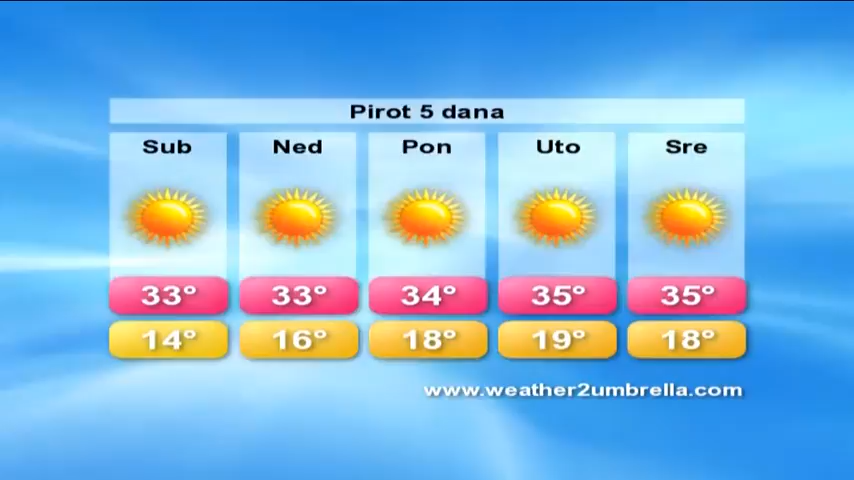 Pirot 5 dana
Sub Ned Pon Uto Sre
33° 33° 34° 35° 35°
14° 16° 18° 19° 18°
www.weather2umbrella.com